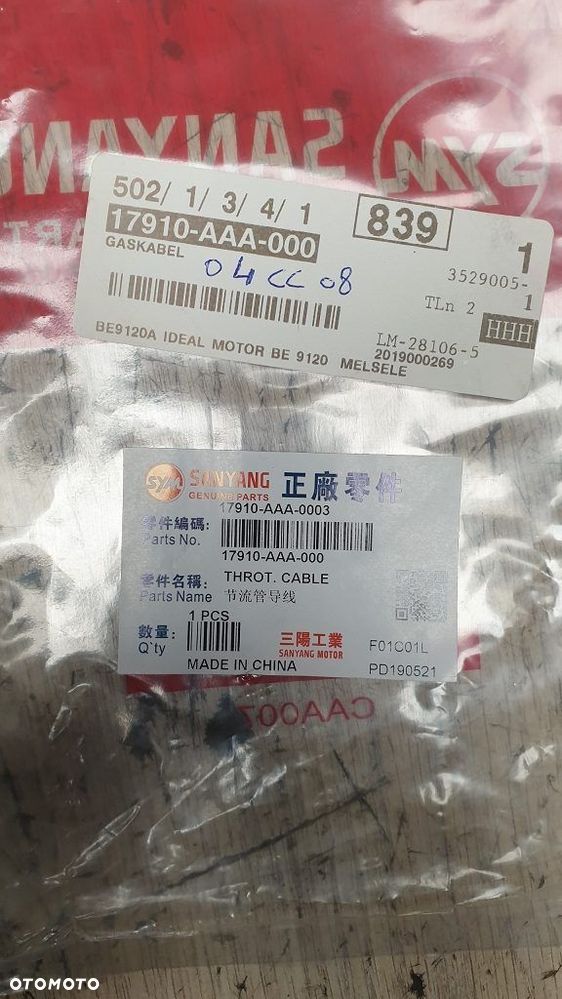 SYM SANYANG
502/ 1/ 3/ 4/ 1
839
1
17910-AAA-000
GASKABEL
04CC08
3529005-
1
TLn 2
HHH
LM-28106-5
2019000269
BE9120A IDEAL MOTOR BE 9120 MELSELE
SYM SANYANG
GENUINE PARTS
正廠零件
17910-AAA-0003
零件編碼:
Parts No.
17910-AAA-000
零件名稱:
THROT. CABLE
Parts Name
节流管导线
數量:
1 PCS
Q`ty
三陽工業
SANYANG MOTOR
F01C01L
MADE IN CHINA
PD190521
CAA007
OTOMOTO